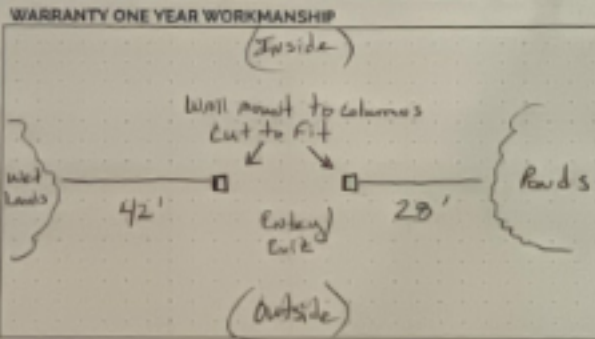 WARRANTY ONE YEAR WORKMANSHIP
(Inside)
Wall mount to columns
Cut to Fit
Wet
Lands
Ponds
42'
28'
Entry/
Exit
(Outside)